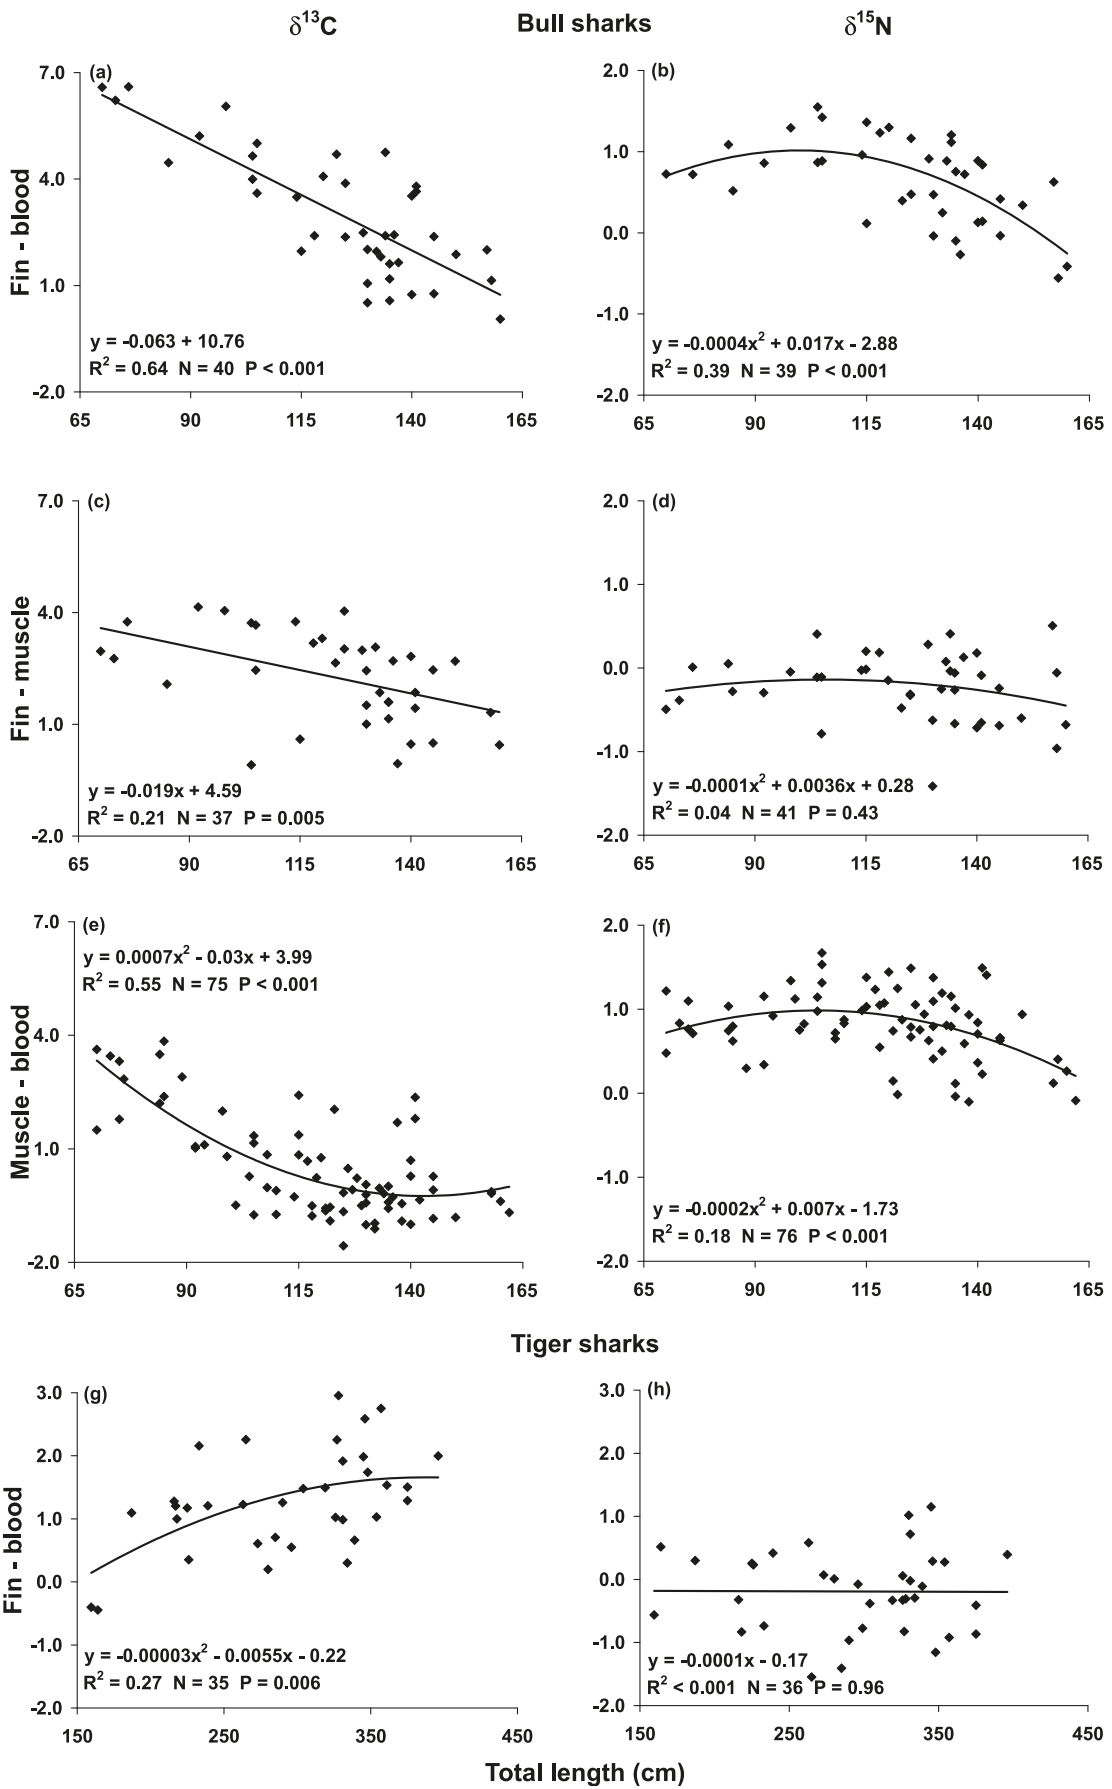 δ13C Bull sharks δ15N
(a)
7.0
4.0
1.0
-2.0
Fin - blood
y = -0.063 + 10.76
R2 = 0.64 N = 40 P < 0.001
65 90 115 140 165
(b)
2.0
1.0
0.0
-1.0
-2.0
y = -0.0004x2 + 0.017x - 2.88
R2 = 0.39 N = 39 P < 0.001
65 90 115 140 165
(c)
7.0
4.0
1.0
-2.0
Fin - muscle
y = -0.019x + 4.59
R2 = 0.21 N = 37 P = 0.005
65 90 115 140 165
(d)
2.0
1.0
0.0
-1.0
-2.0
y = -0.0001x2 + 0.0036x + 0.28
R2 = 0.04 N = 41 P = 0.43
65 90 115 140 165
(e)
7.0
4.0
1.0
-2.0
Muscle - blood
y = 0.0007x2 - 0.03x + 3.99
R2 = 0.55 N = 75 P < 0.001
65 90 115 140 165
(f)
2.0
1.0
0.0
-1.0
-2.0
y = -0.0002x2 + 0.007x - 1.73
R2 = 0.18 N = 76 P < 0.001
65 90 115 140 165
Tiger sharks
(g)
3.0
2.0
1.0
0.0
-1.0
-2.0
Fin - blood
y = -0.00003x2 - 0.0055x - 0.22
R2 = 0.27 N = 35 P = 0.006
150 250 350 450
(h)
3.0
2.0
1.0
0.0
-1.0
-2.0
y = -0.0001x - 0.17
R2 < 0.001 N = 36 P = 0.96
150 250 350 450
Total length (cm)